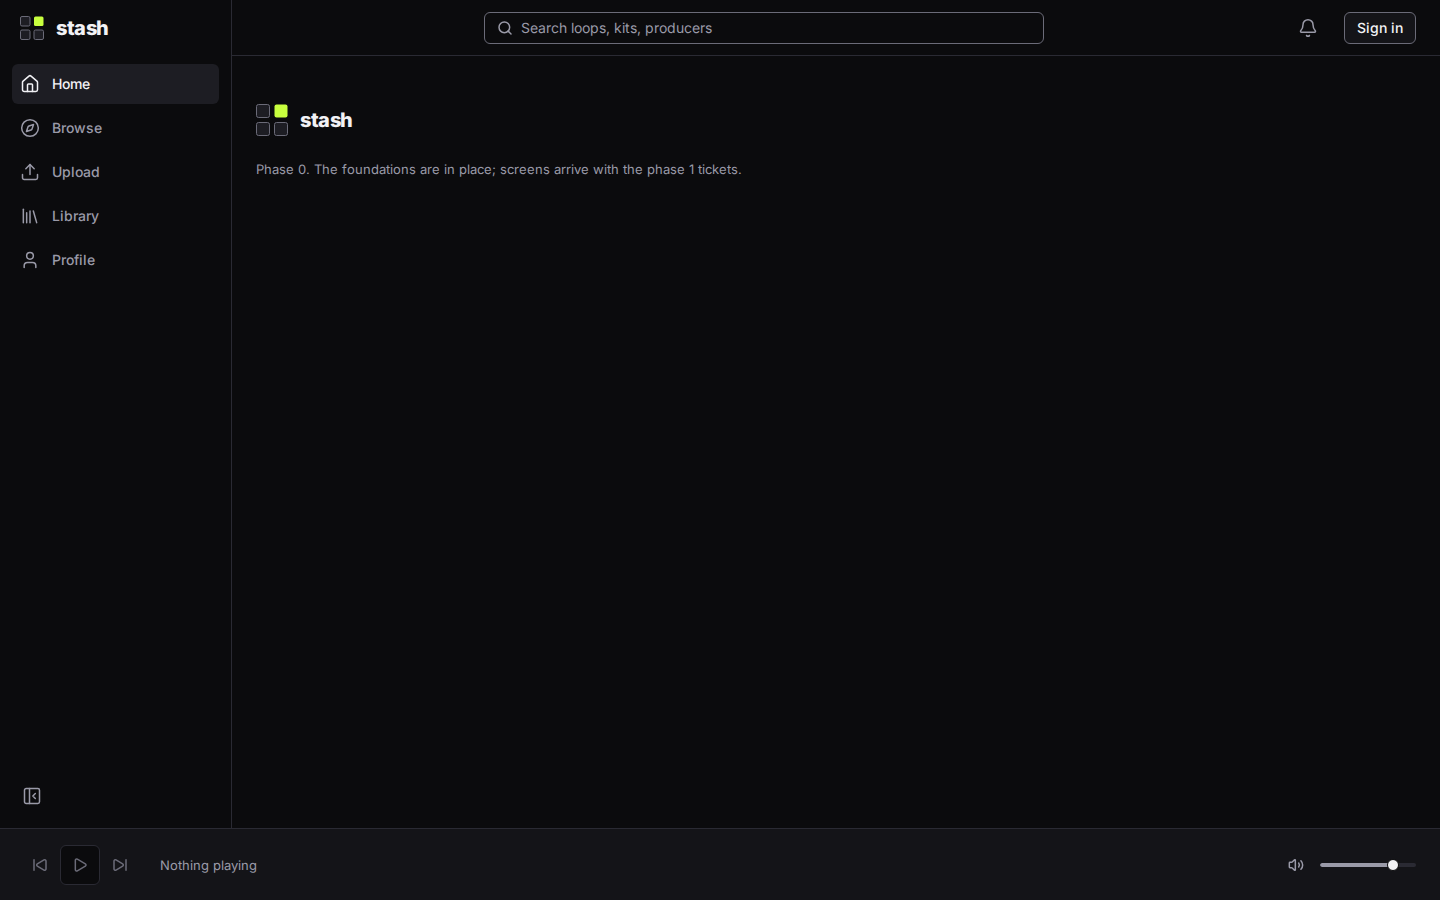 stash
Search loops, kits, producers
Sign in
Home
Browse
Upload
Library
Profile
stash
Phase 0. The foundations are in place; screens arrive with the phase 1 tickets.
Nothing playing